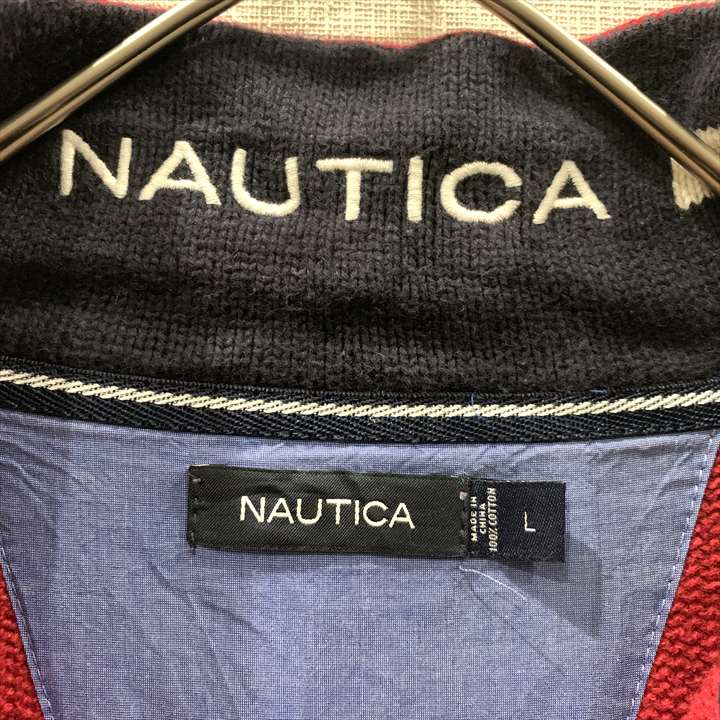 NAUTICA
NAUTICA
MADE IN
CHINA
100% COTTON
L